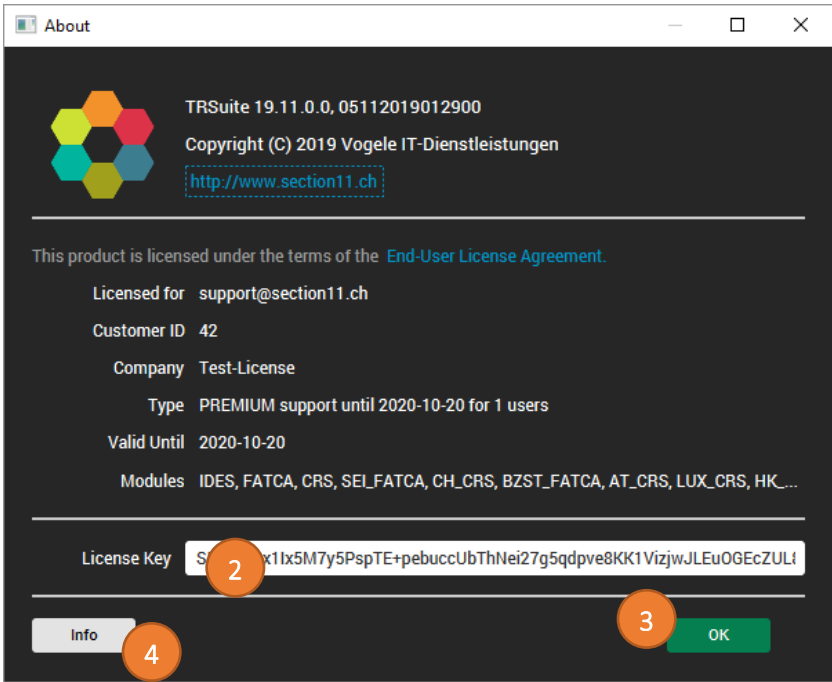 About
TRSuite 19.11.0.0, 05112019012900
Copyright (C) 2019 Vogele IT-Dienstleistungen
http://www.section11.ch
This product is licensed under the terms of the End-User License Agreement.
Licensed for support@section11.ch
Customer ID 42
Company Test-License
Type PREMIUM support until 2020-10-20 for 1 users
Valid Until 2020-10-20
Modules IDES, FATCA, CRS, SEI_FATCA, CH_CRS, BZST_FATCA, AT_CRS, LUX_CRS, HK_...
License Key
2
Info
4
3
OK